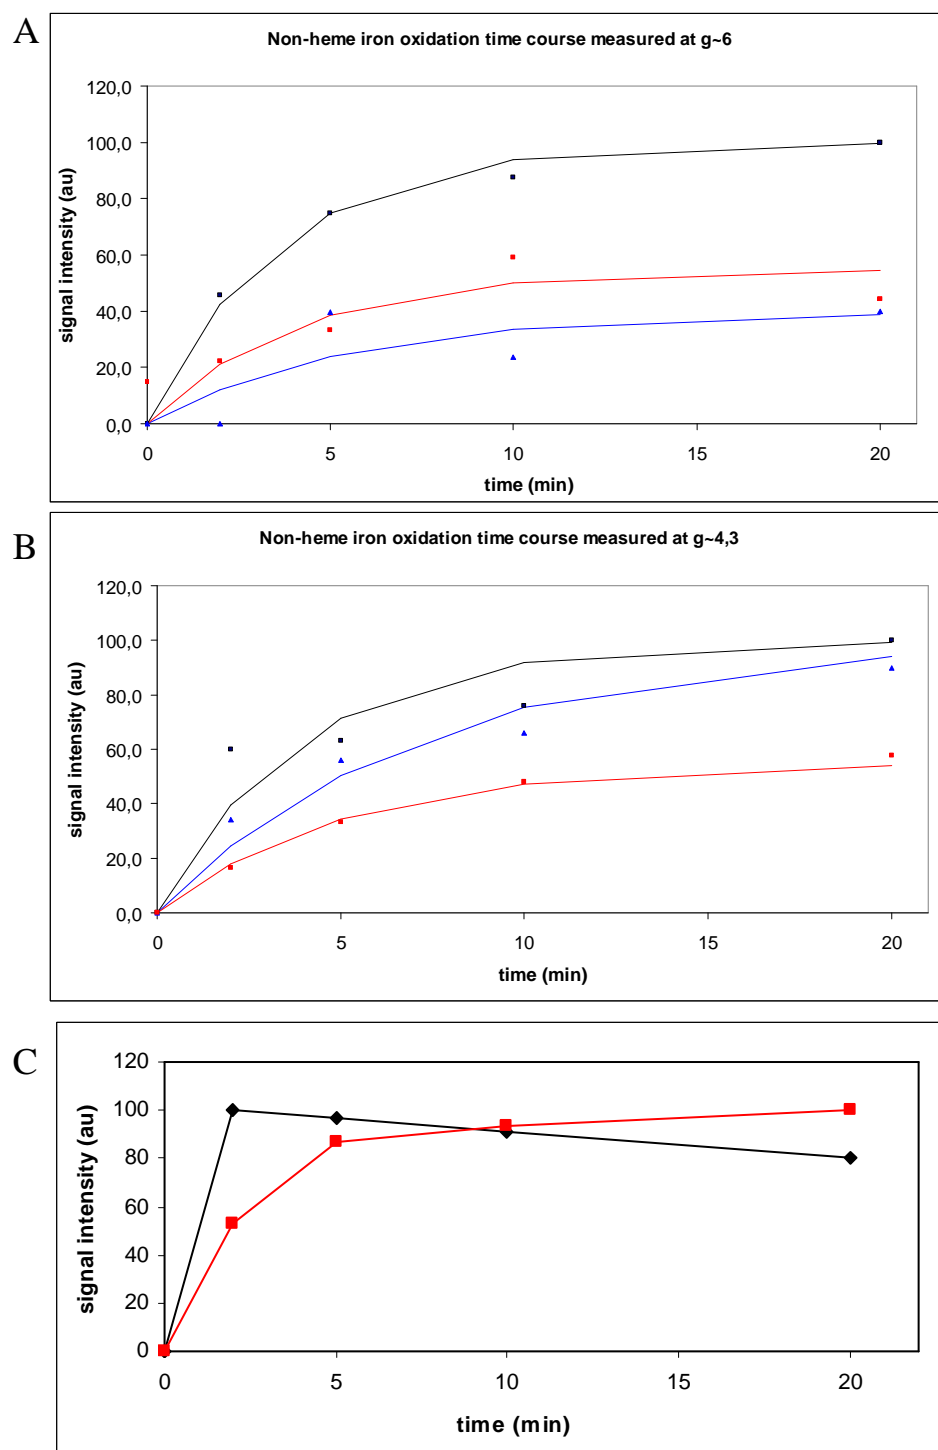 A
Non-heme iron oxidation time course measured at g~6
signal intensity (au)
120,0
100,0
80,0
60,0
40,0
20,0
0,0
0 5 10 15 20
time (min)
B
Non-heme iron oxidation time course measured at g~4,3
signal intensity (au)
120,0
100,0
80,0
60,0
40,0
20,0
0,0
0 5 10 15 20
time (min)
C
signal intensity (au)
120
100
80
60
40
20
0
0 5 10 15 20
time (min)